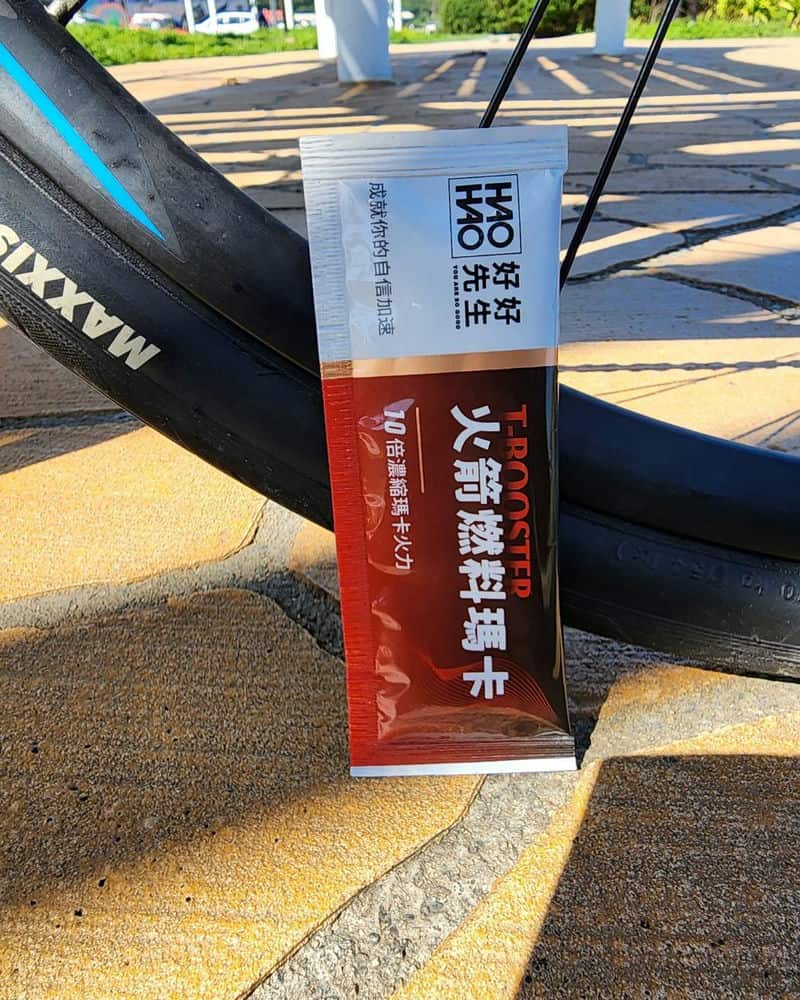 MAXXIS
HAO
HAO
好好
先生
YOU ARE SO GOOD
成就你的自信加速
T-BOOSTER
火箭燃料瑪卡
10倍濃縮瑪卡火力